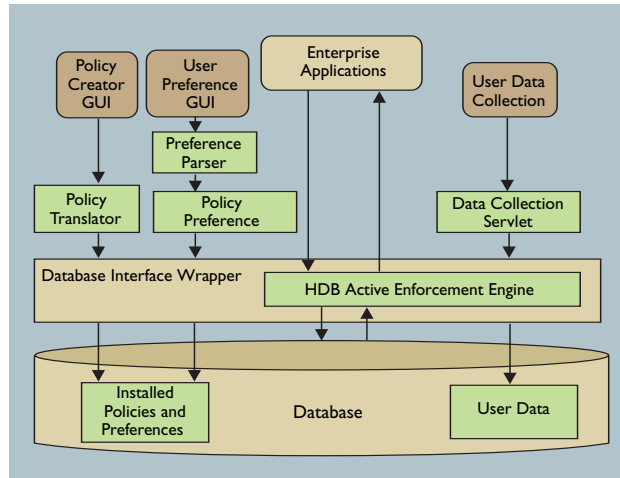 Policy
Creator
GUI
User
Preference
GUI
Enterprise
Applications
User Data
Collection
Preference
Parser
Policy
Translator
Policy
Preference
Data Collection
Servlet
Database Interface Wrapper
HDB Active Enforcement Engine
Installed
Policies and
Preferences
Database
User Data